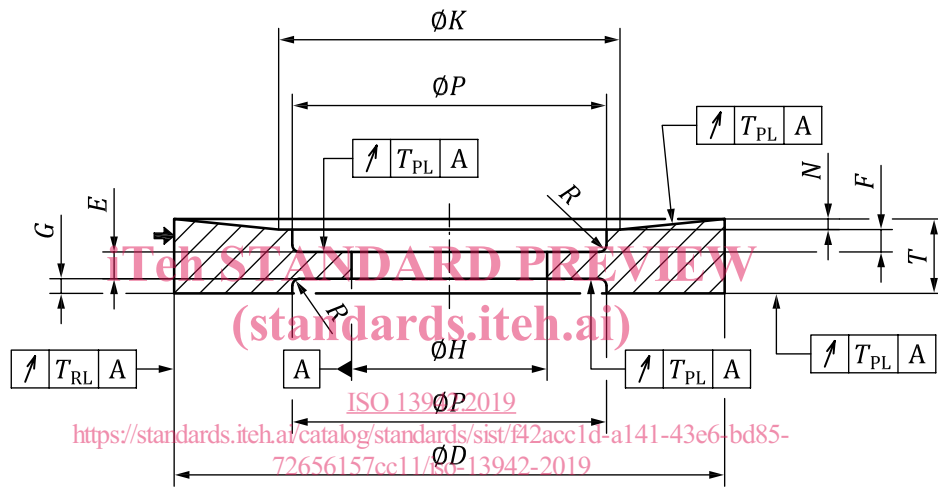 ØK
ØP
↗ T_PL A
↗ T_PL A
N
F
R
E
G
T
iTeh STANDARD PREVIEW
R
(standards.iteh.ai)
↗ T_RL A
A
ØH
↗ T_PL A
↗ T_PL A
ISO 13942:2019
ØP
https://standards.iteh.ai/catalog/standards/sist/f42acc1d-a141-43e6-bd85-
ØD
72656157cc11/iso-13942-2019